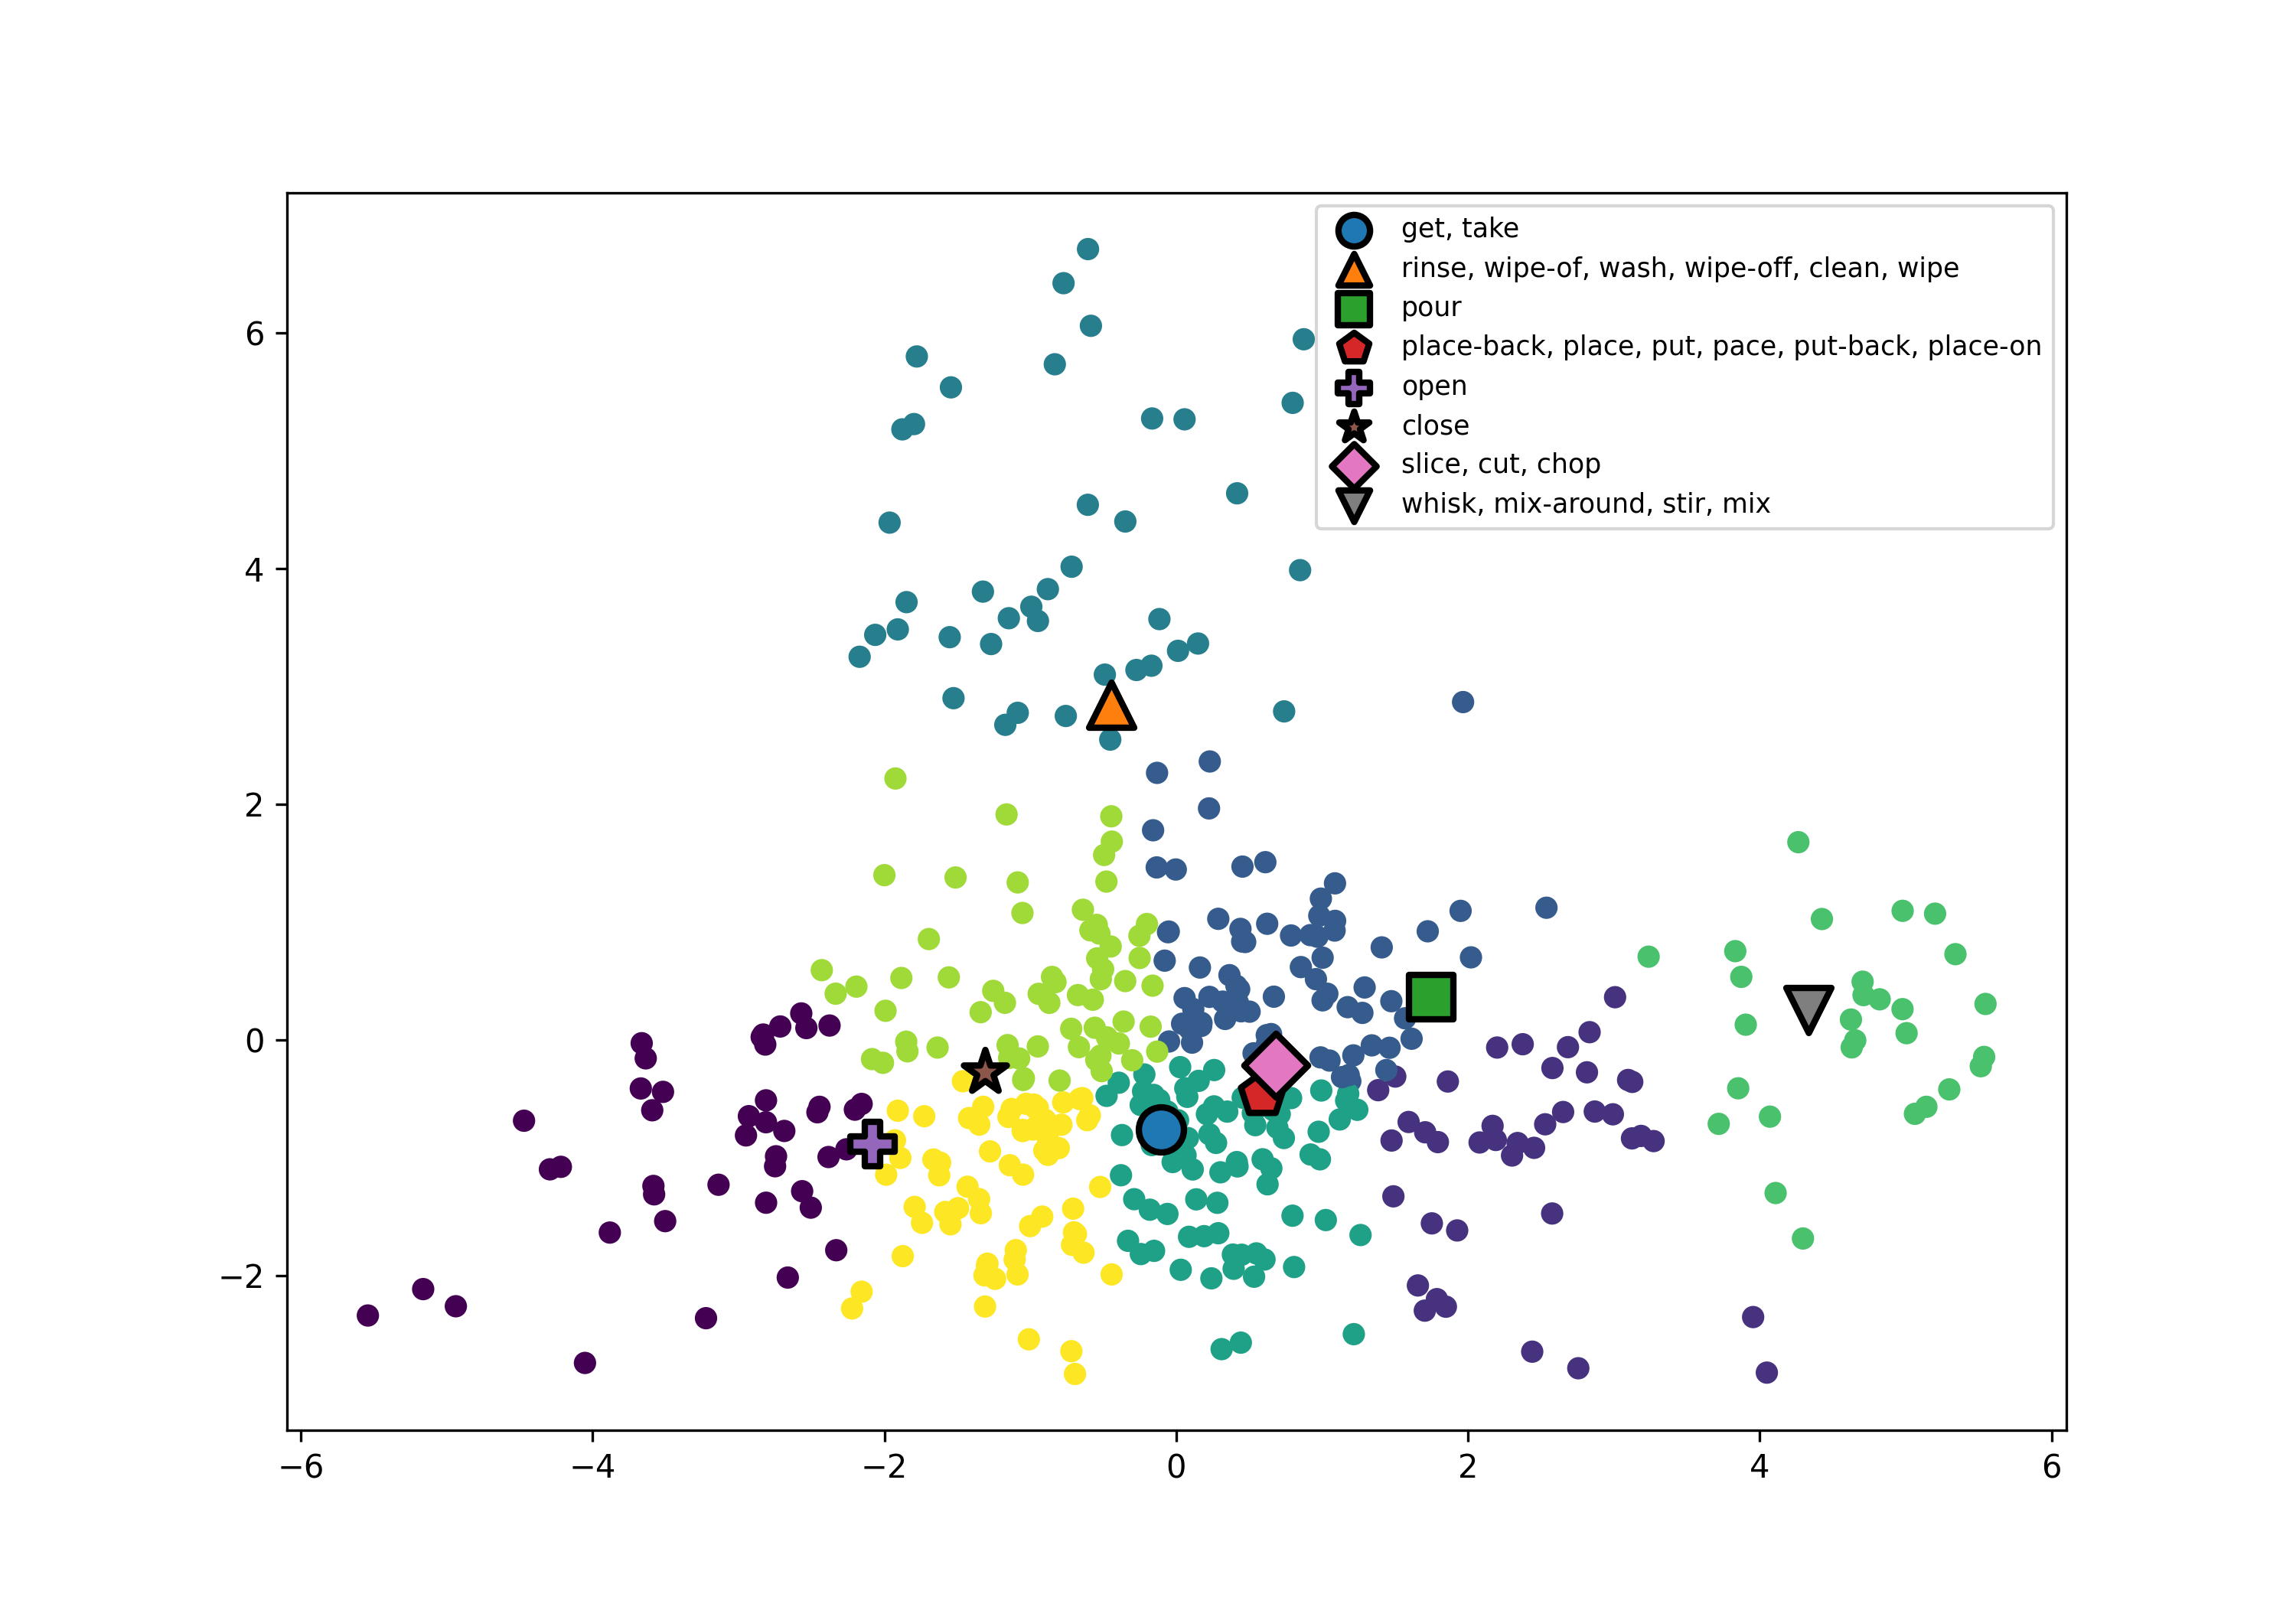 get, take
rinse, wipe-of, wash, wipe-off, clean, wipe
pour
place-back, place, put, pace, put-back, place-on
open
close
slice, cut, chop
whisk, mix-around, stir, mix
6
4
2
0
−2
−6 −4 −2 0 2 4 6